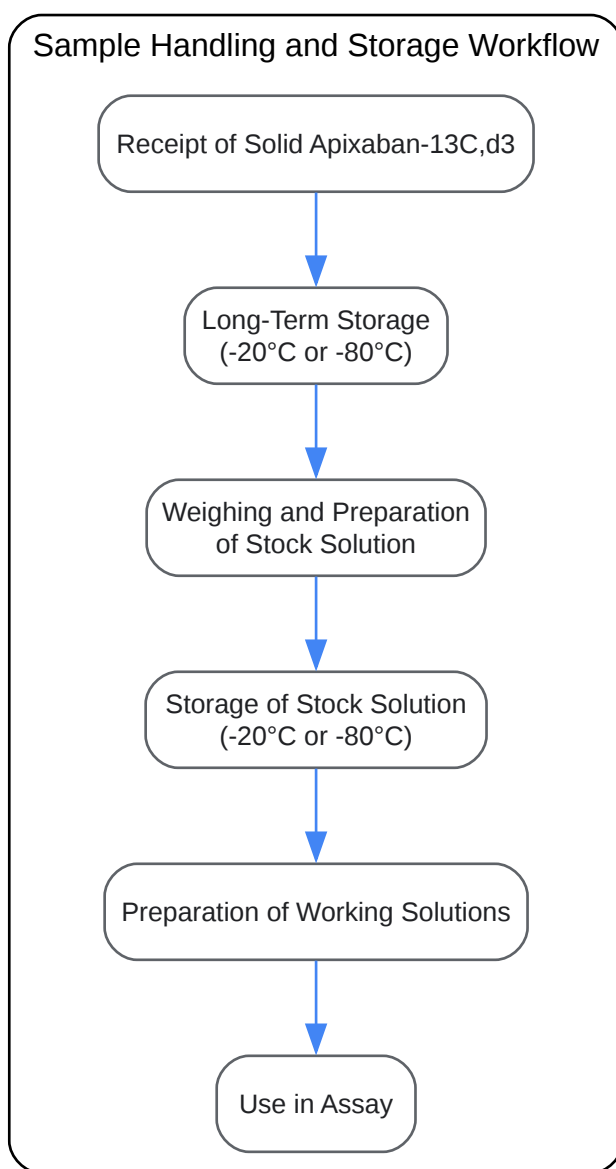 Sample Handling and Storage Workflow
Receipt of Solid Apixaban-13C,d3
Long-Term Storage
(-20°C or -80°C)
Weighing and Preparation
of Stock Solution
Storage of Stock Solution
(-20°C or -80°C)
Preparation of Working Solutions
Use in Assay